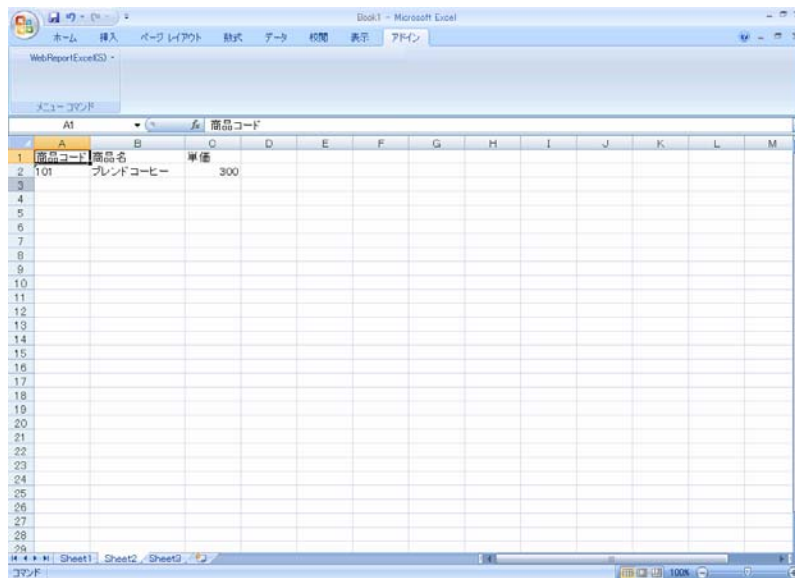 Book1 - Microsoft Excel
ホーム 挿入 ページ レイアウト 数式 データ 校閲 表示 アドイン
WebReportExcel(S)
メニュー コマンド
A1 fx 商品コード
A B C D E F G H I J K L M
1 商品コード 商品名 単価
2 101 ブレンドコーヒー 300
3
4
5
6
7
8
9
10
11
12
13
14
15
16
17
18
19
20
21
22
23
24
25
26
27
28
29
Sheet1 Sheet2 Sheet3
コマンド 100%